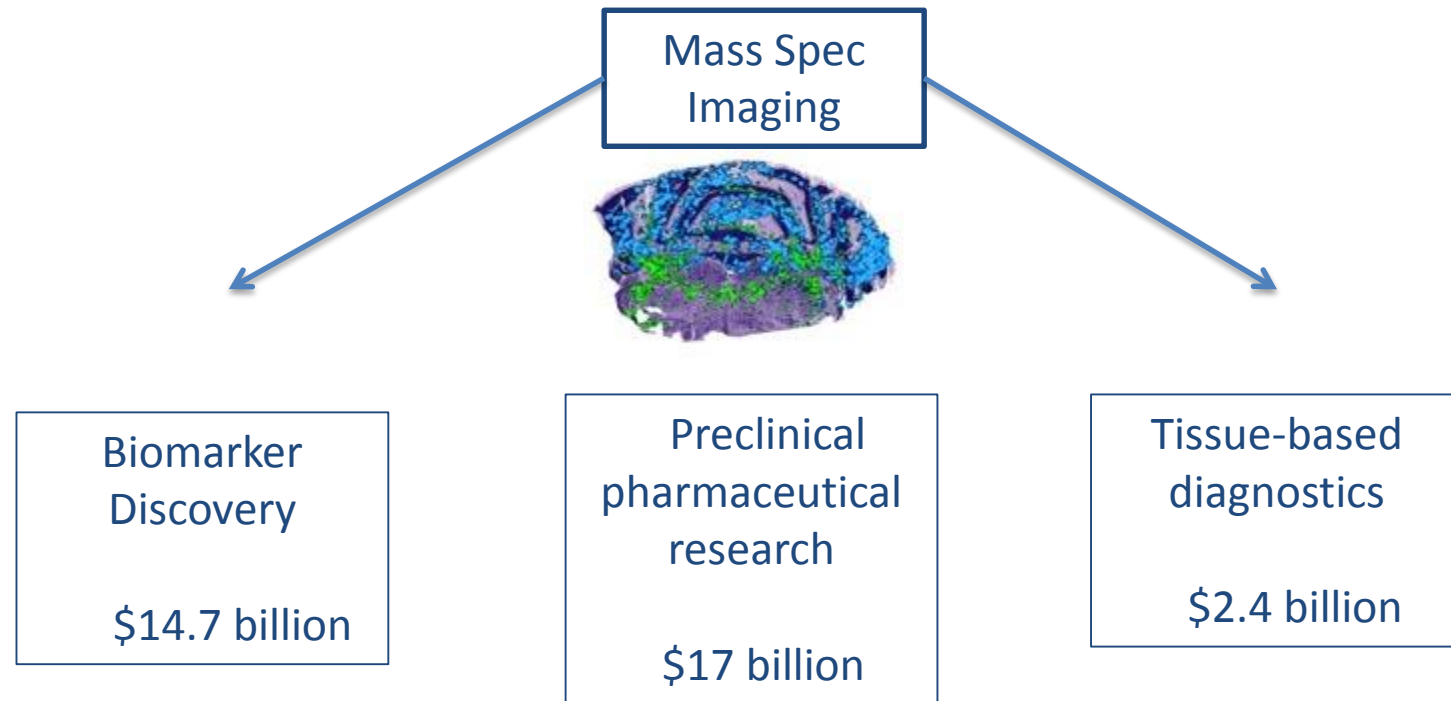 Mass Spec
Imaging
Biomarker
Discovery
$14.7 billion
Preclinical
pharmaceutical
research
$17 billion
Tissue-based
diagnostics
$2.4 billion